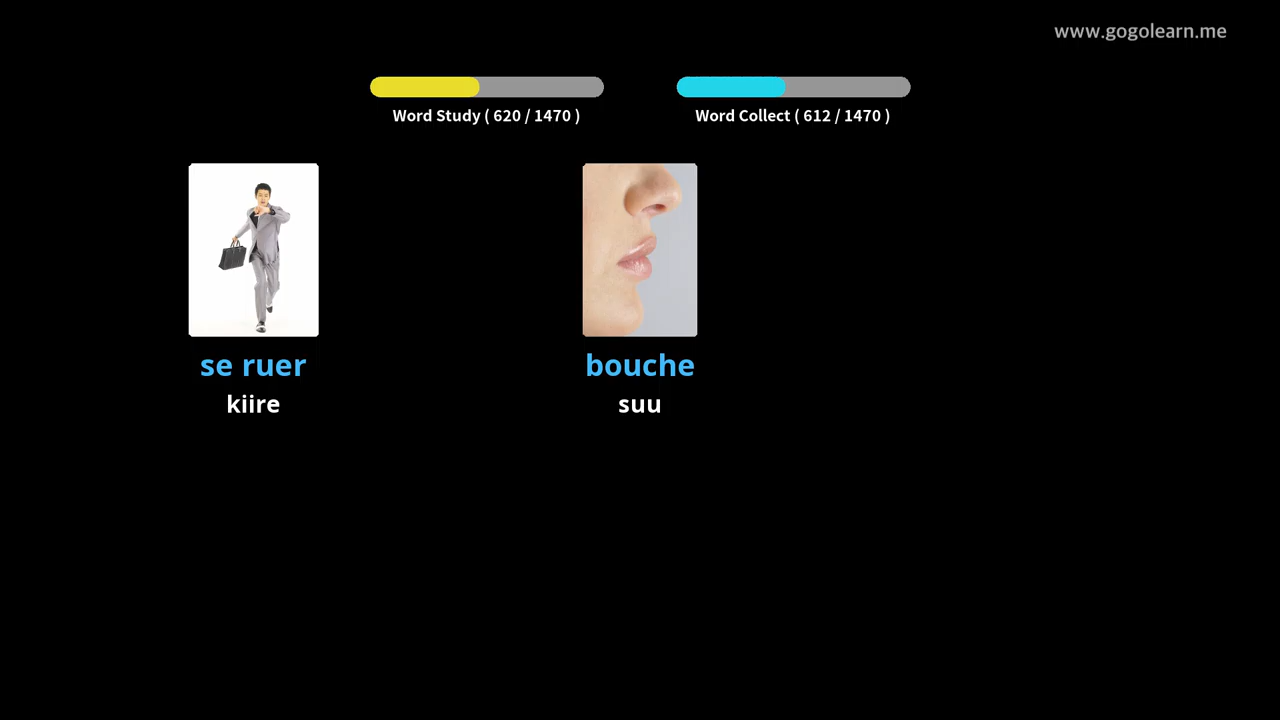 www.gogolearn.me
Word Study ( 620 / 1470 )
Word Collect ( 612 / 1470 )
se ruer
kiire
bouche
suu